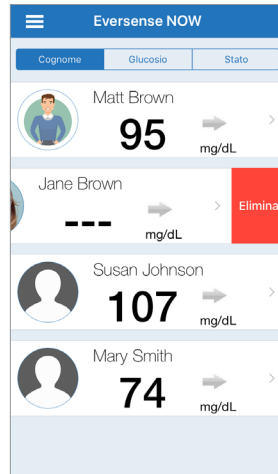 Eversense NOW
Cognome Glucosio Stato
Matt Brown
95
mg/dL
Jane Brown
---
mg/dL
Elimina
Susan Johnson
107
mg/dL
Mary Smith
74
mg/dL